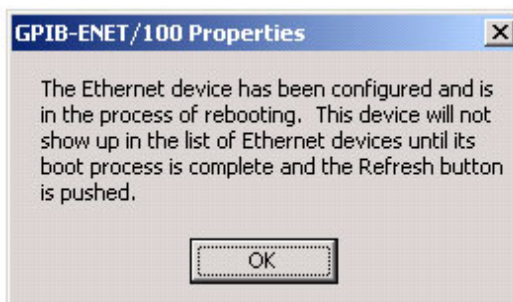 GPIB-ENET/100 Properties
The Ethernet device has been configured and is
in the process of rebooting. This device will not
show up in the list of Ethernet devices until its
boot process is complete and the Refresh button
is pushed.
OK